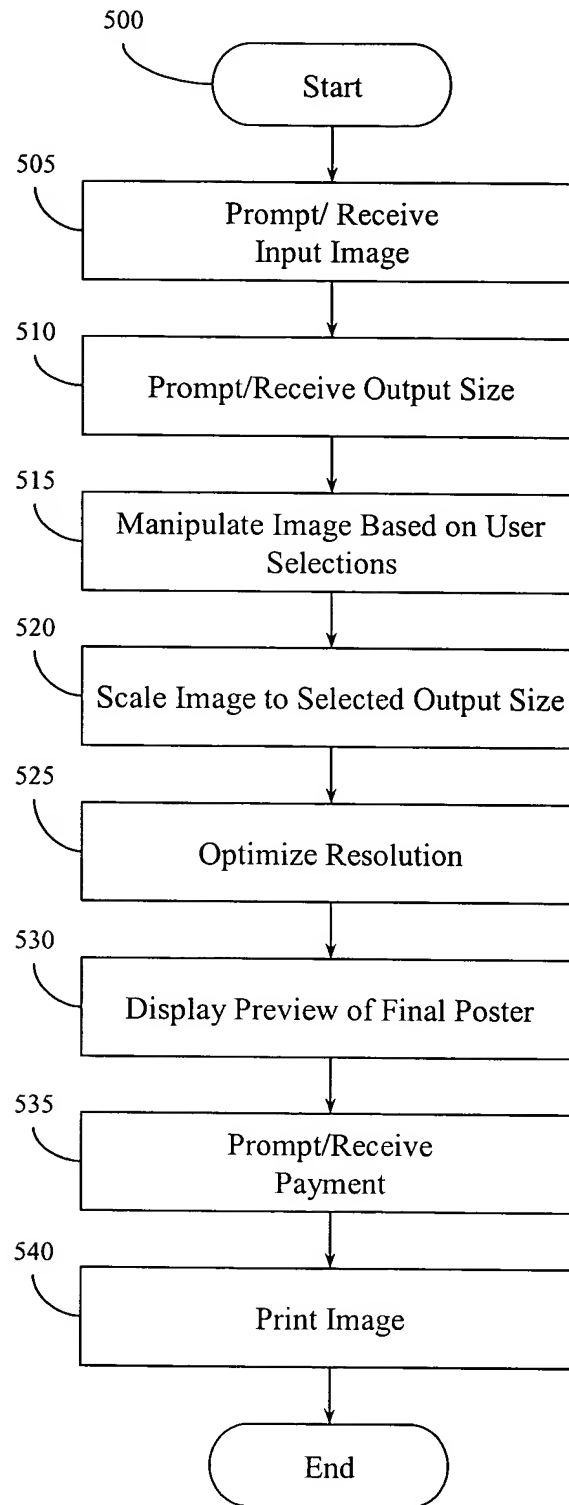 500
Start
505
Prompt/ Receive
Input Image
510
Prompt/Receive Output Size
515
Manipulate Image Based on User
Selections
520
Scale Image to Selected Output Size
525
Optimize Resolution
530
Display Preview of Final Poster
535
Prompt/Receive
Payment
540
Print Image
End